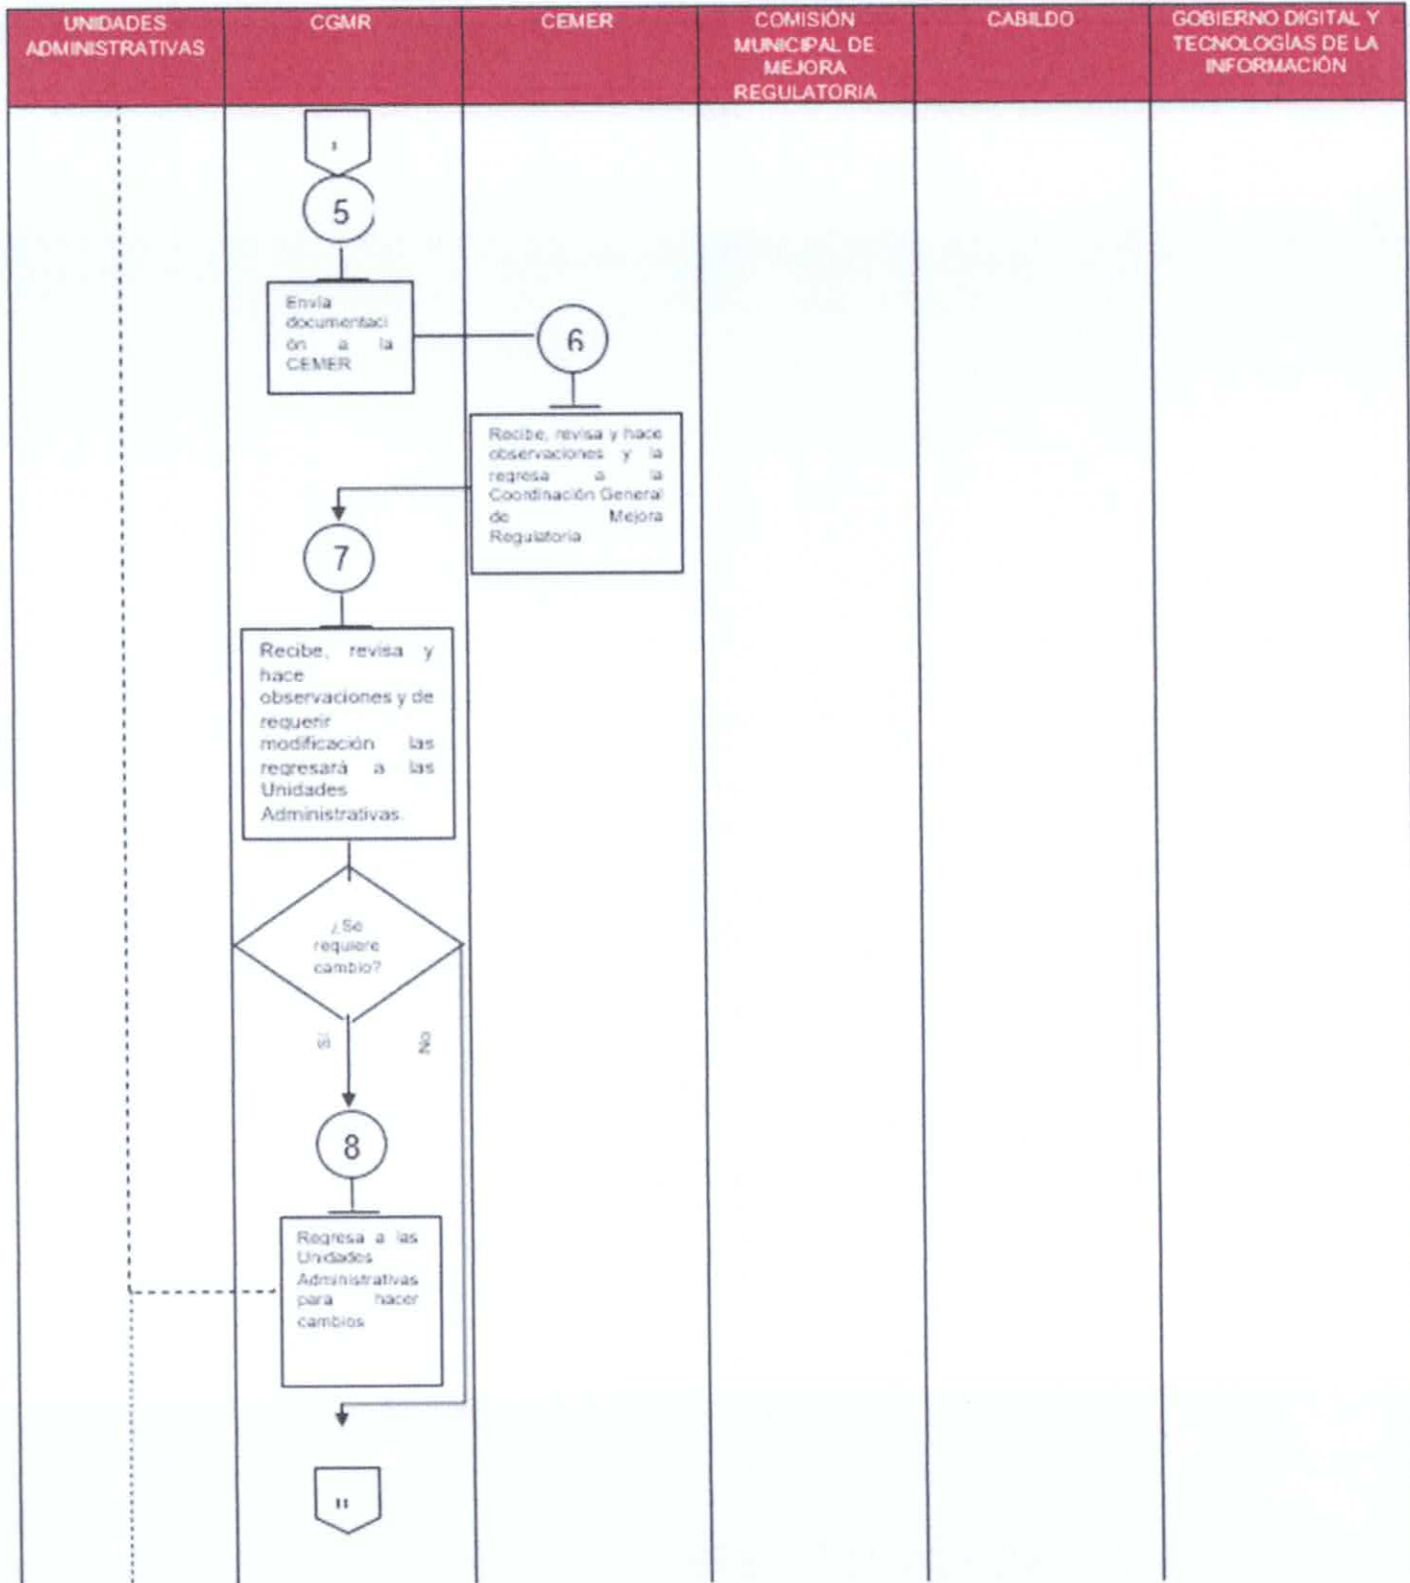 UNIDADES
ADMINISTRATIVAS
CGMR
CEMER
COMISIÓN
MUNICIPAL DE
MEJORA
REGULATORIA
CABILDO
GOBIERNO DIGITAL Y
TECNOLOGÍAS DE LA
INFORMACIÓN
I
5
Envía
documentaci
ón a la
CEMER
6
Recibe, revisa y hace
observaciones y la
regresa a la
Coordinación General
de Mejora
Regulatoria
7
Recibe, revisa y
hace
observaciones y de
requerir
modificación las
regresará a las
Unidades
Administrativas.
¿Se
requiere
cambio?
Sí
No
8
Regresa a las
Unidades
Administrativas
para hacer
cambios
II